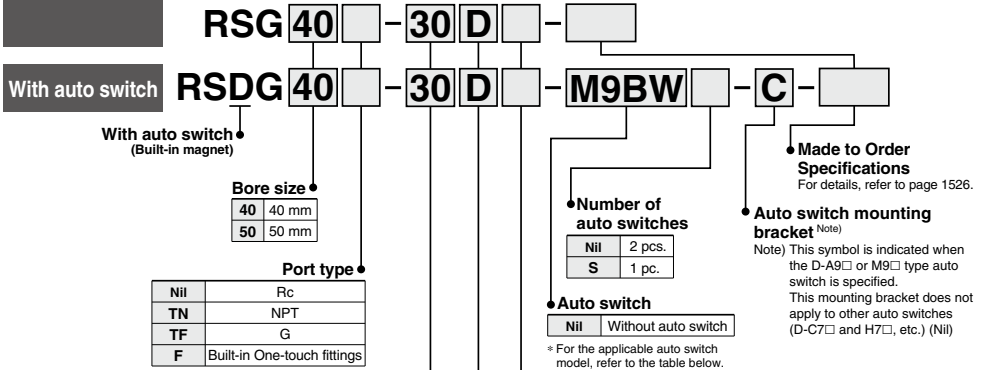 RSG 40 □ - 30 D □ - □
With auto switch RSDG 40 □ - 30 D □ - M9BW □ - C - □
With auto switch
(Built-in magnet)
Bore size
40 40 mm
50 50 mm
Port type
Nil Rc
TN NPT
TF G
F Built-in One-touch fittings
Number of
auto switches
Nil 2 pcs.
S 1 pc.
Auto switch
Nil Without auto switch
* For the applicable auto switch
model, refer to the table below.
Made to Order
Specifications
For details, refer to page 1526.
Auto switch mounting
bracket Note)
Note) This symbol is indicated when
the D-A9□ or M9□ type auto
switch is specified.
This mounting bracket does not
apply to other auto switches
(D-C7□ and H7□, etc.) (Nil)